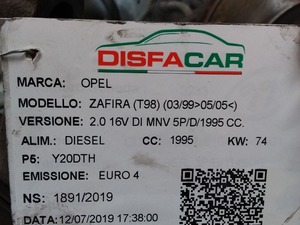 DISFACAR
MARCA: OPEL
MODELLO: ZAFIRA (T98) (03/99>05/05<)
VERSIONE: 2.0 16V DI MNV 5P/D/1995 CC.
ALIM.: DIESEL CC: 1995 KW: 74
P5: Y20DTH
EMISSIONE: EURO 4
NS: 1891/2019
DATA: 12/07/2019 17:38:00